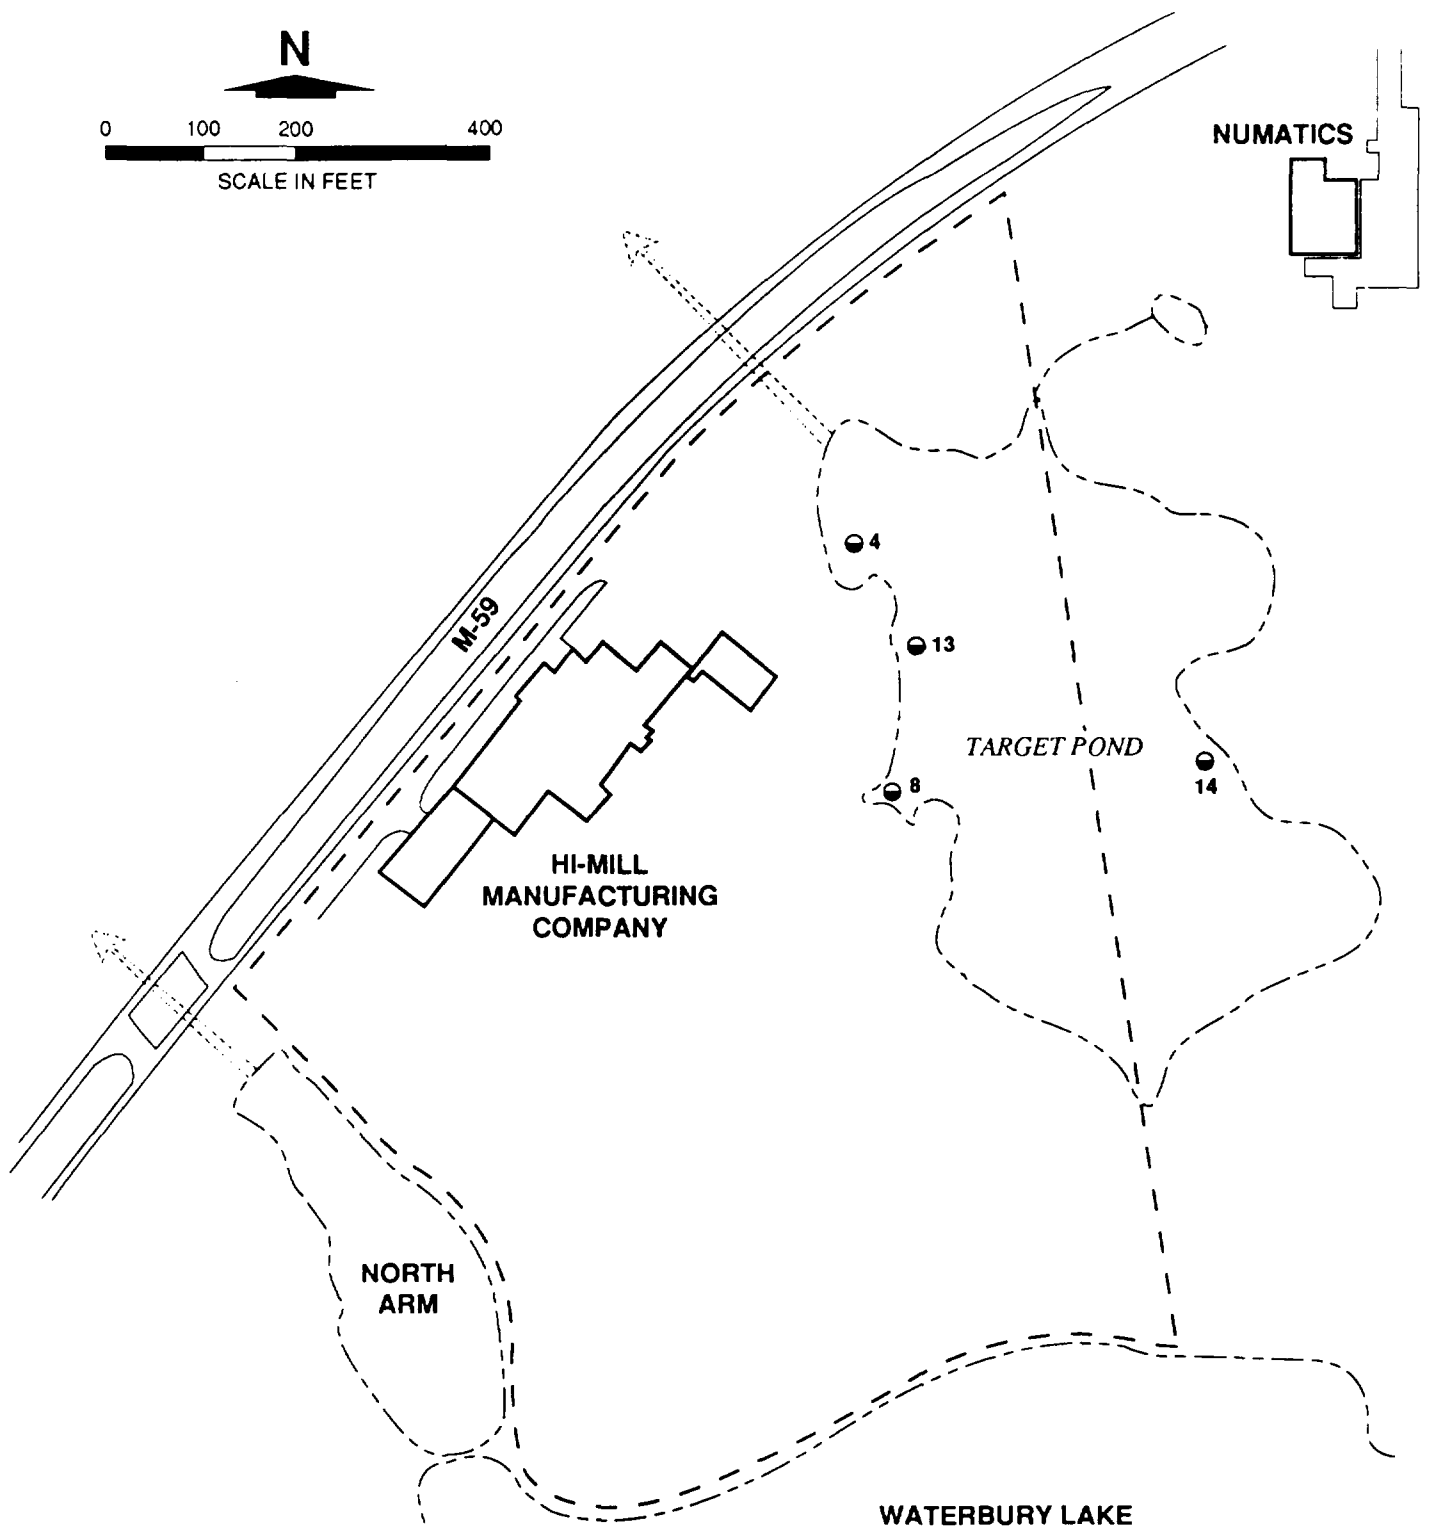 N
0 100 200 400
SCALE IN FEET
NUMATICS
4
M-59
13
TARGET POND
8
14
HI-MILL
MANUFACTURING
COMPANY
NORTH
ARM
WATERBURY LAKE